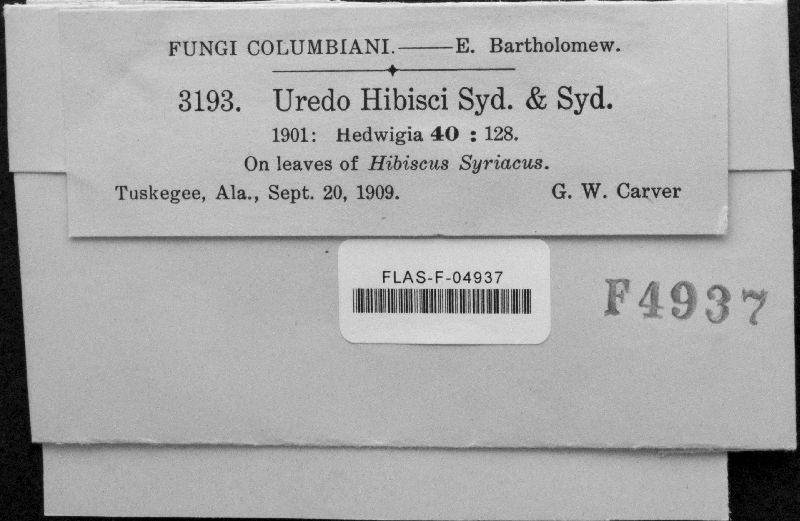 FUNGI COLUMBIANI.——E. Bartholomew.
3193. Uredo Hibisci Syd. & Syd.
1901: Hedwigia 40 : 128.
On leaves of Hibiscus Syriacus.
Tuskegee, Ala., Sept. 20, 1909. G. W. Carver
FLAS-F-04937
F4937